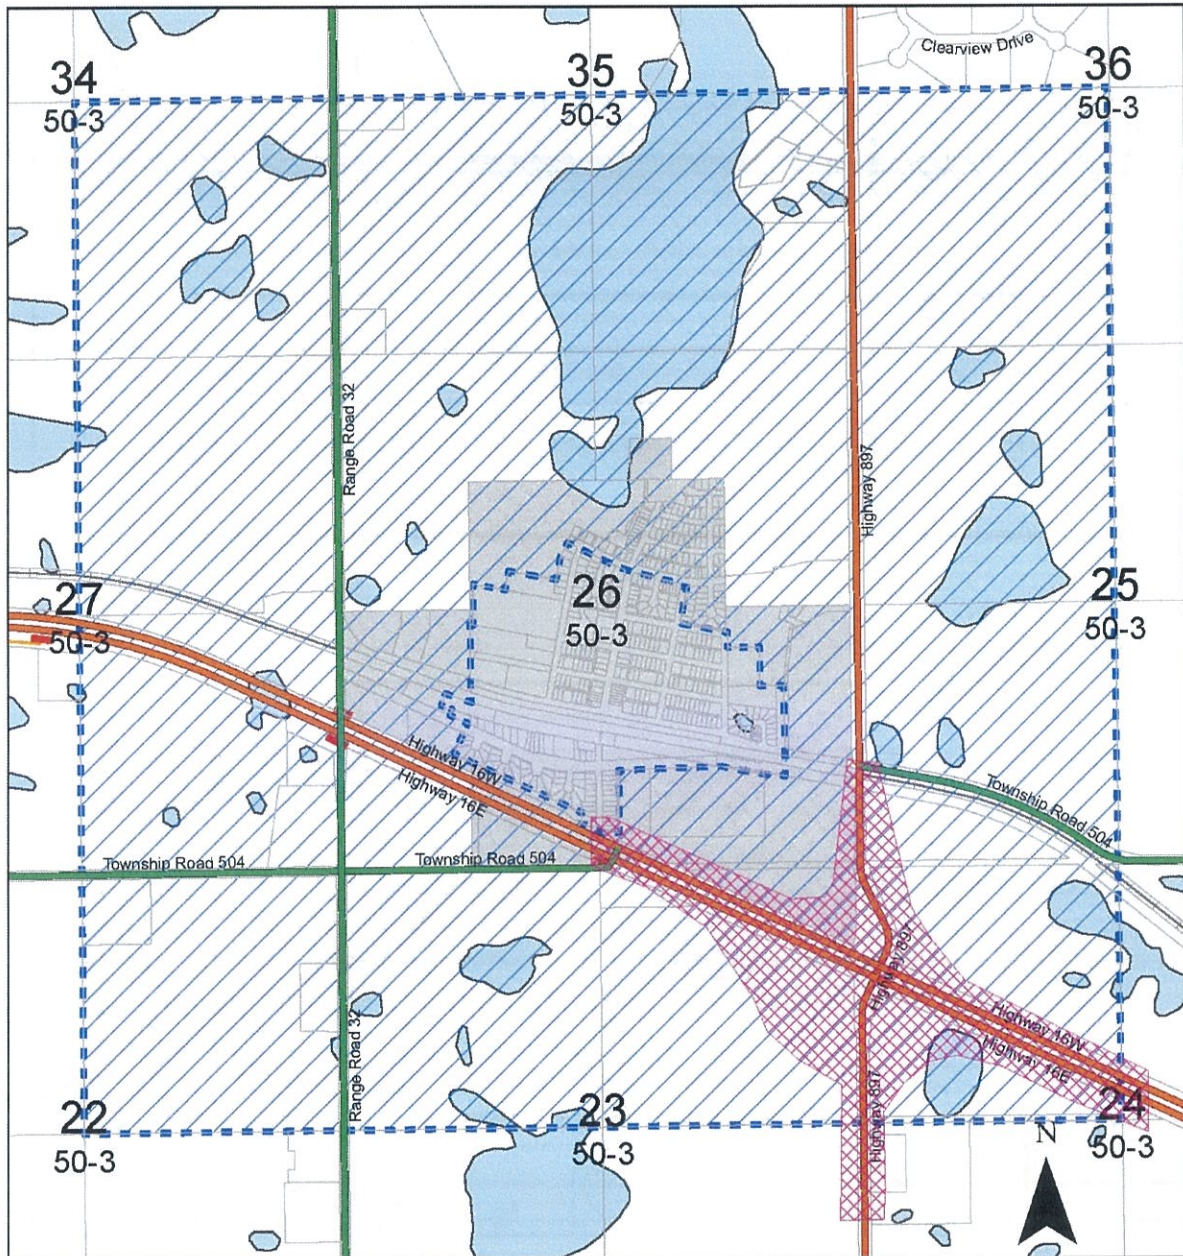 Clearview Drive
34
50-3
35
50-3
36
50-3
Range Road 32
Highway 897
27
50-3
26
50-3
25
50-3
Highway 16W
Highway 16E
Township Road 504
Township Road 504
Township Road 504
Highway 897
Highway 16W
Highway 16E
Range Road 32
Highway 897
22
50-3
23
50-3
24
50-3
N